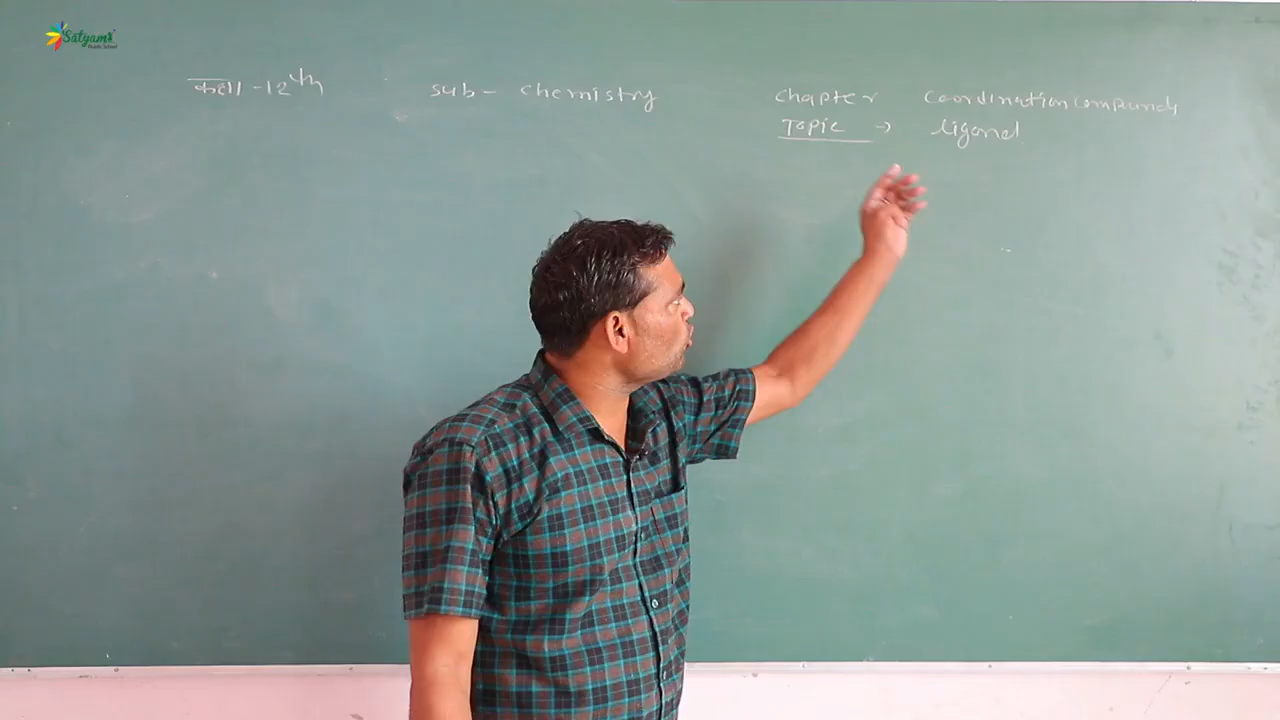 Satyam
Public School
कक्षा - 12th
sub - chemistry
chapter coordination compounds
Topic → ligand